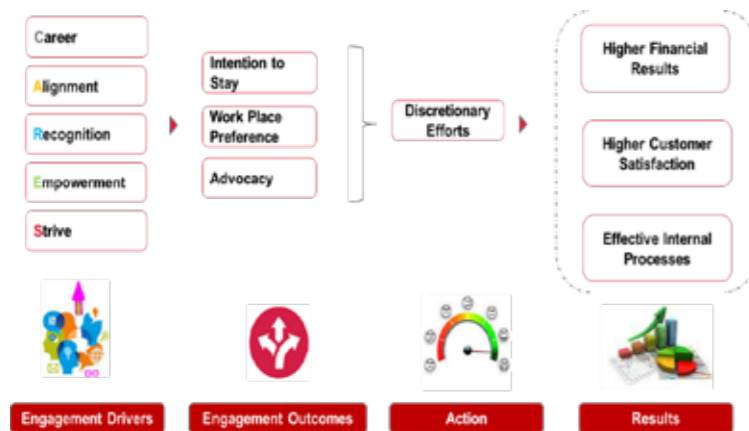 Career
Alignment
Recognition
Empowerment
Strive
Intention to
Stay
Work Place
Preference
Advocacy
Discretionary
Efforts
Higher Financial
Results
Higher Customer
Satisfaction
Effective Internal
Processes
Engagement Drivers
Engagement Outcomes
Action
Results